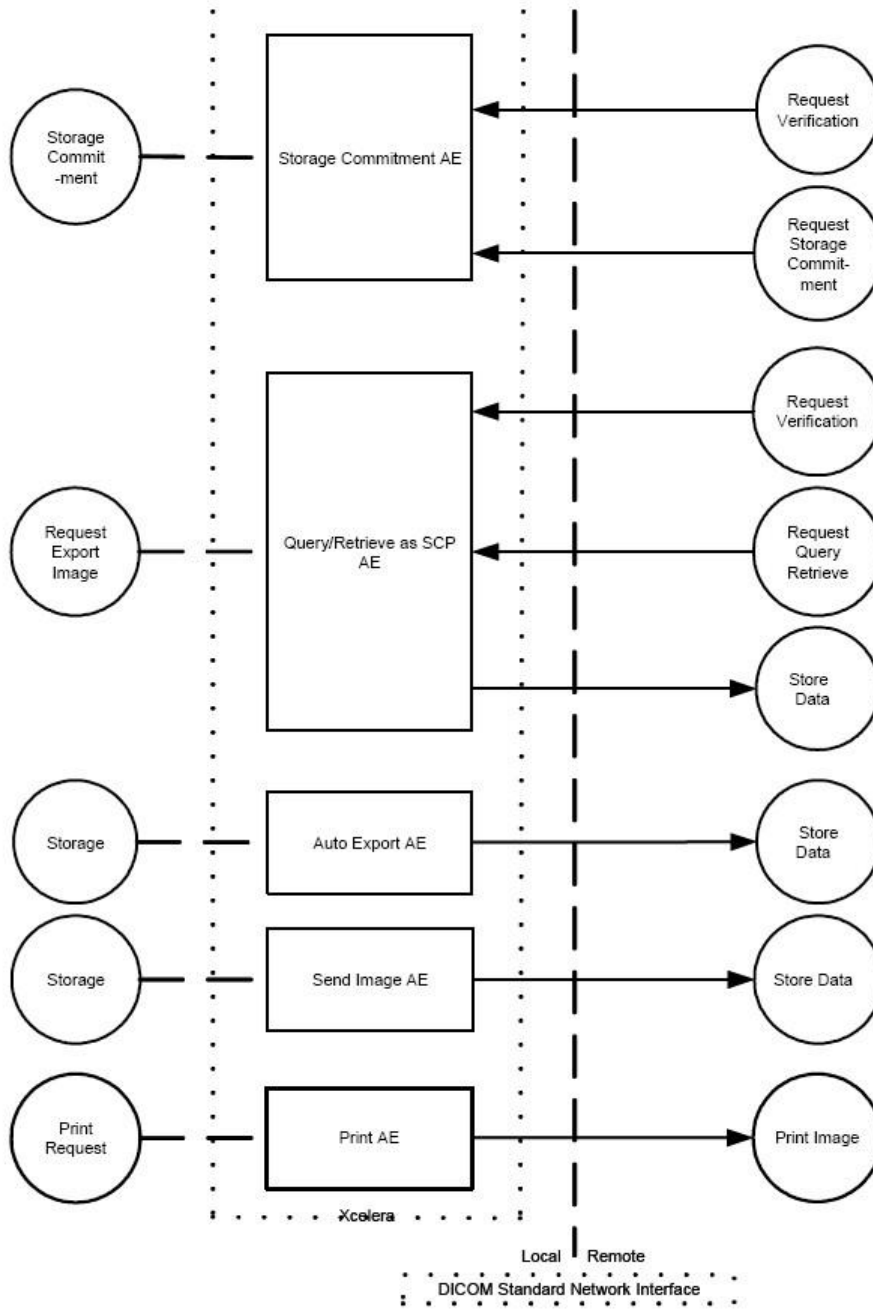 Storage
Commit
-ment
Storage Commitment AE
Request
Verification
Request
Storage
Commit-
ment
Request
Export
Image
Query/Retrieve as SCP
AE
Request
Verification
Request
Query
Retrieve
Store
Data
Storage
Auto Export AE
Store
Data
Storage
Send Image AE
Store Data
Print
Request
Print AE
Print Image
Xcelera
Local
Remote
DICOM Standard Network Interface